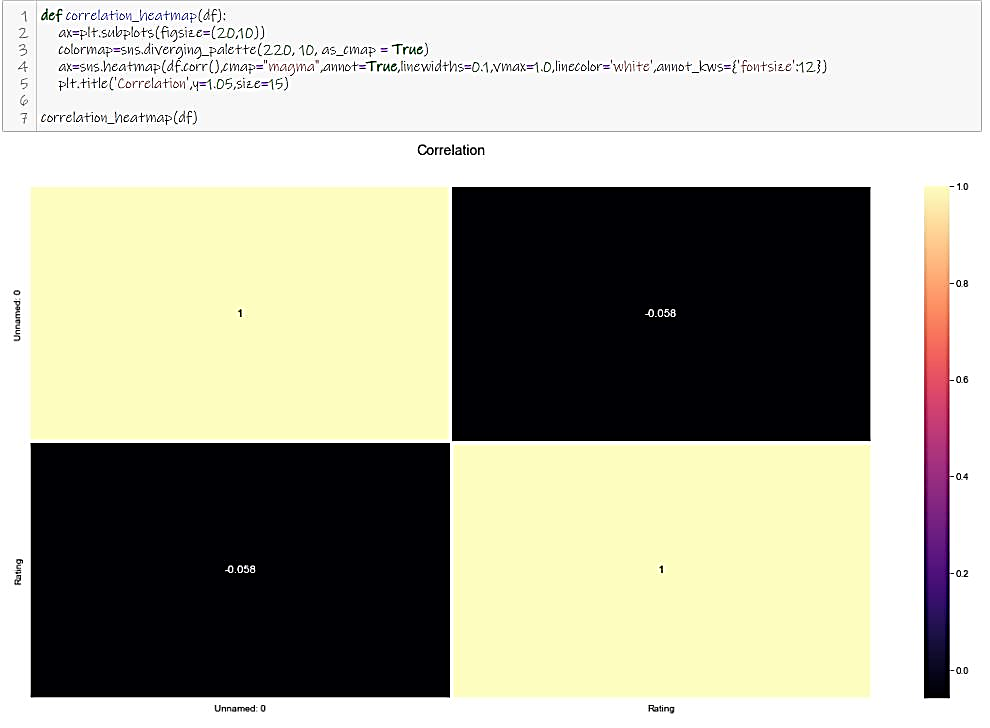 1 def correlation_heatmap(df):
2 ax=plt.subplots(figsize=(20,10))
3 colormap=sns.diverging_palette(220, 10, as_cmap = True)
4 ax=sns.heatmap(df.corr(),cmap="magma",annot=True,linewidths=0.1,vmax=1.0,linecolor='white',annot_kws={'fontsize':12})
5 plt.title('Correlation',y=1.05,size=15)
6
7 correlation_heatmap(df)
Correlation
1.0
0.8
0.6
0.4
0.2
0.0
Unnamed: 0
1
-0.058
Rating
-0.058
1
Unnamed: 0
Rating